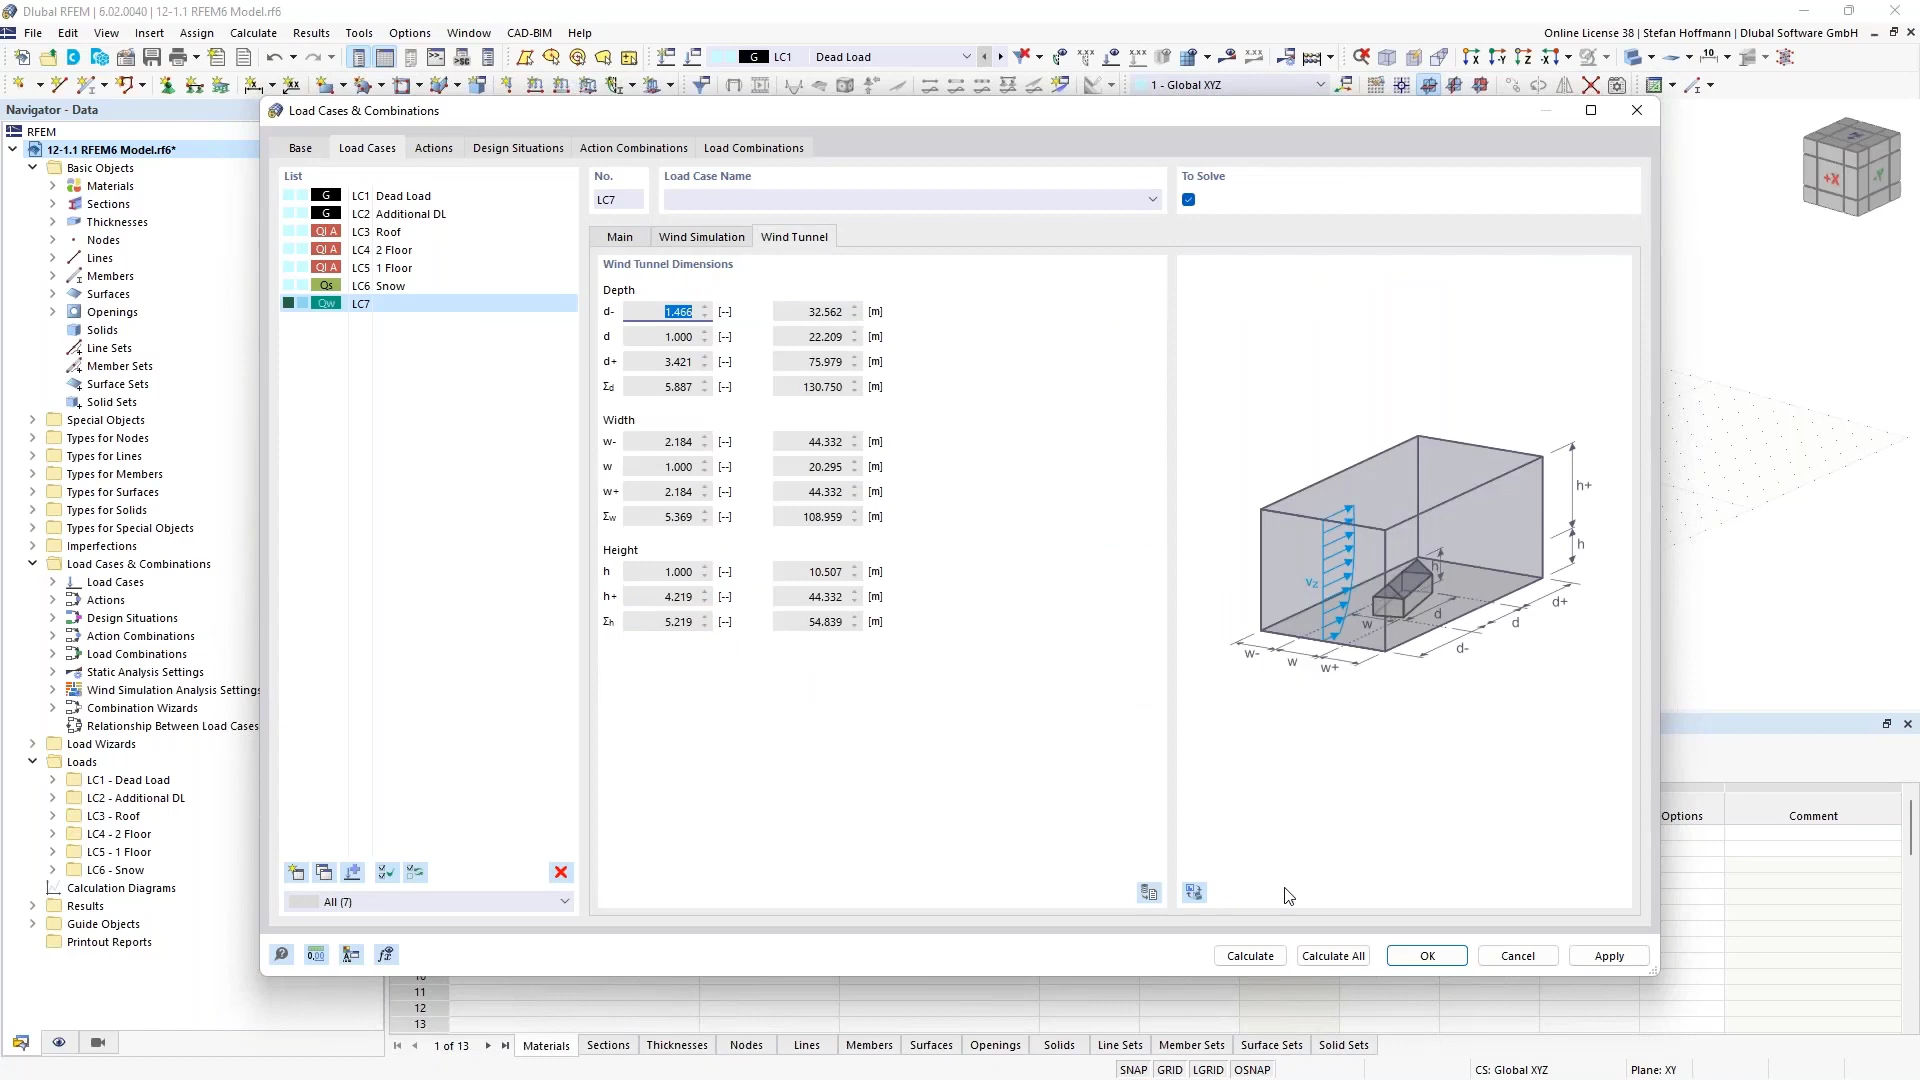 Dlubal RFEM | 6.02.0040 | 12-1.1 RFEM6 Model.rf6
File Edit View Insert Assign Calculate Results Tools Options Window CAD-BIM Help
Online License 38 | Stefan Hoffmann | Dlubal Software GmbH
G LC1 Dead Load
1 - Global XYZ
Navigator - Data
RFEM
12-1.1 RFEM6 Model.rf6*
Basic Objects
Materials
Sections
Thicknesses
Nodes
Lines
Members
Surfaces
Openings
Solids
Line Sets
Member Sets
Surface Sets
Solid Sets
Special Objects
Types for Nodes
Types for Lines
Types for Members
Types for Surfaces
Types for Solids
Types for Special Objects
Imperfections
Load Cases & Combinations
Load Cases
Actions
Design Situations
Action Combinations
Load Combinations
Static Analysis Settings
Wind Simulation Analysis Settings
Combination Wizards
Relationship Between Load Cases
Load Wizards
Loads
LC1 - Dead Load
LC2 - Additional DL
LC3 - Roof
LC4 - 2 Floor
LC5 - 1 Floor
LC6 - Snow
Calculation Diagrams
Results
Guide Objects
Printout Reports
Load Cases & Combinations
Base Load Cases Actions Design Situations Action Combinations Load Combinations
List
G LC1 Dead Load
G LC2 Additional DL
QI A LC3 Roof
QI A LC4 2 Floor
QI A LC5 1 Floor
Qs LC6 Snow
Qw LC7
All (7)
No.
LC7
Load Case Name
To Solve
Main Wind Simulation Wind Tunnel
Wind Tunnel Dimensions
Depth
d- 1.466 [--] 32.562 [m]
d 1.000 [--] 22.209 [m]
d+ 3.421 [--] 75.979 [m]
Σd 5.887 [--] 130.750 [m]
Width
w- 2.184 [--] 44.332 [m]
w 1.000 [--] 20.295 [m]
w+ 2.184 [--] 44.332 [m]
Σw 5.369 [--] 108.959 [m]
Height
h 1.000 [--] 10.507 [m]
h+ 4.219 [--] 44.332 [m]
Σh 5.219 [--] 54.839 [m]
h+
h
h
vz
d+
d
d
w
d-
w-
w
w+
Calculate Calculate All OK Cancel Apply
+X -Y
Options Comment
10
11
12
13
1 of 13 Materials Sections Thicknesses Nodes Lines Members Surfaces Openings Solids Line Sets Member Sets Surface Sets Solid Sets
SNAP GRID LGRID OSNAP CS: Global XYZ Plane: XY